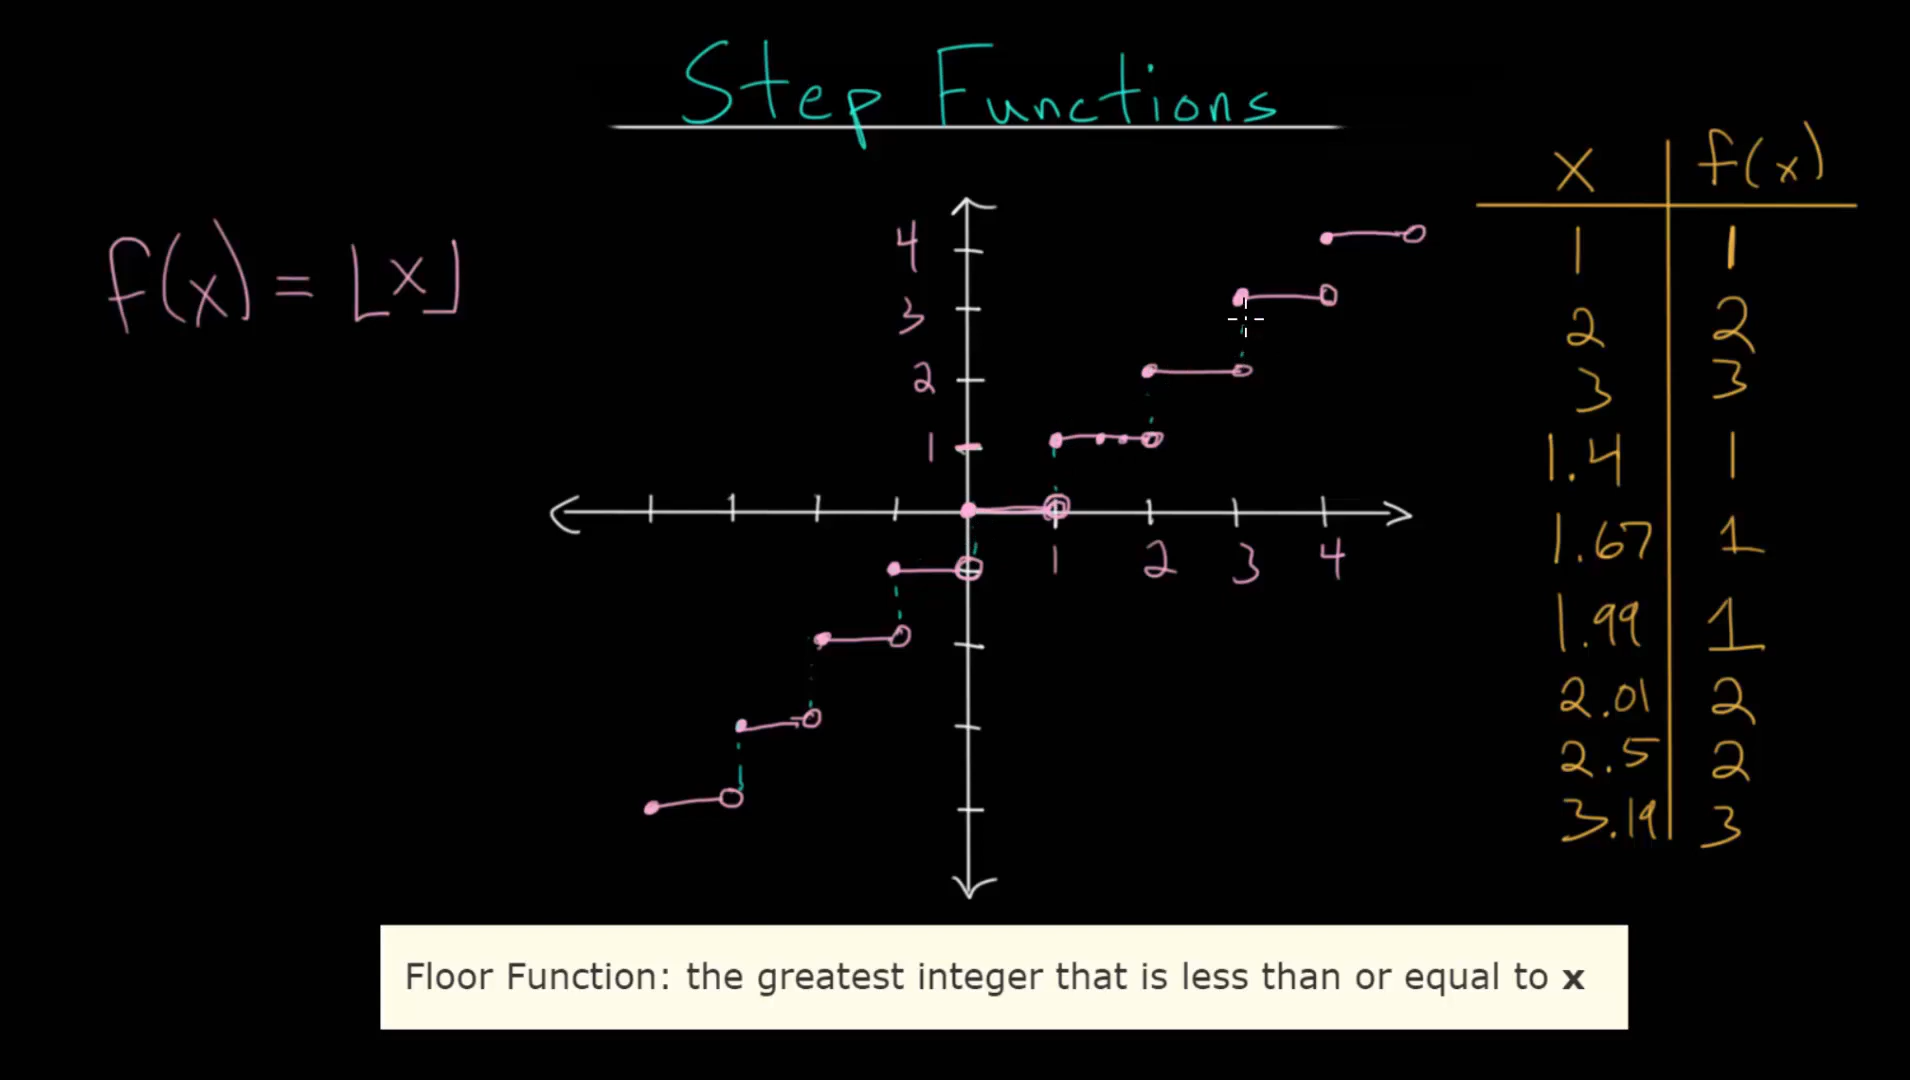 Step Functions
f(x) = ⌊x⌋
4
3
2
1
1 2 3 4
x f(x)
1 1
2 2
3 3
1.4 1
1.67 1
1.99 1
2.01 2
2.5 2
3.19 3
Floor Function: the greatest integer that is less than or equal to x